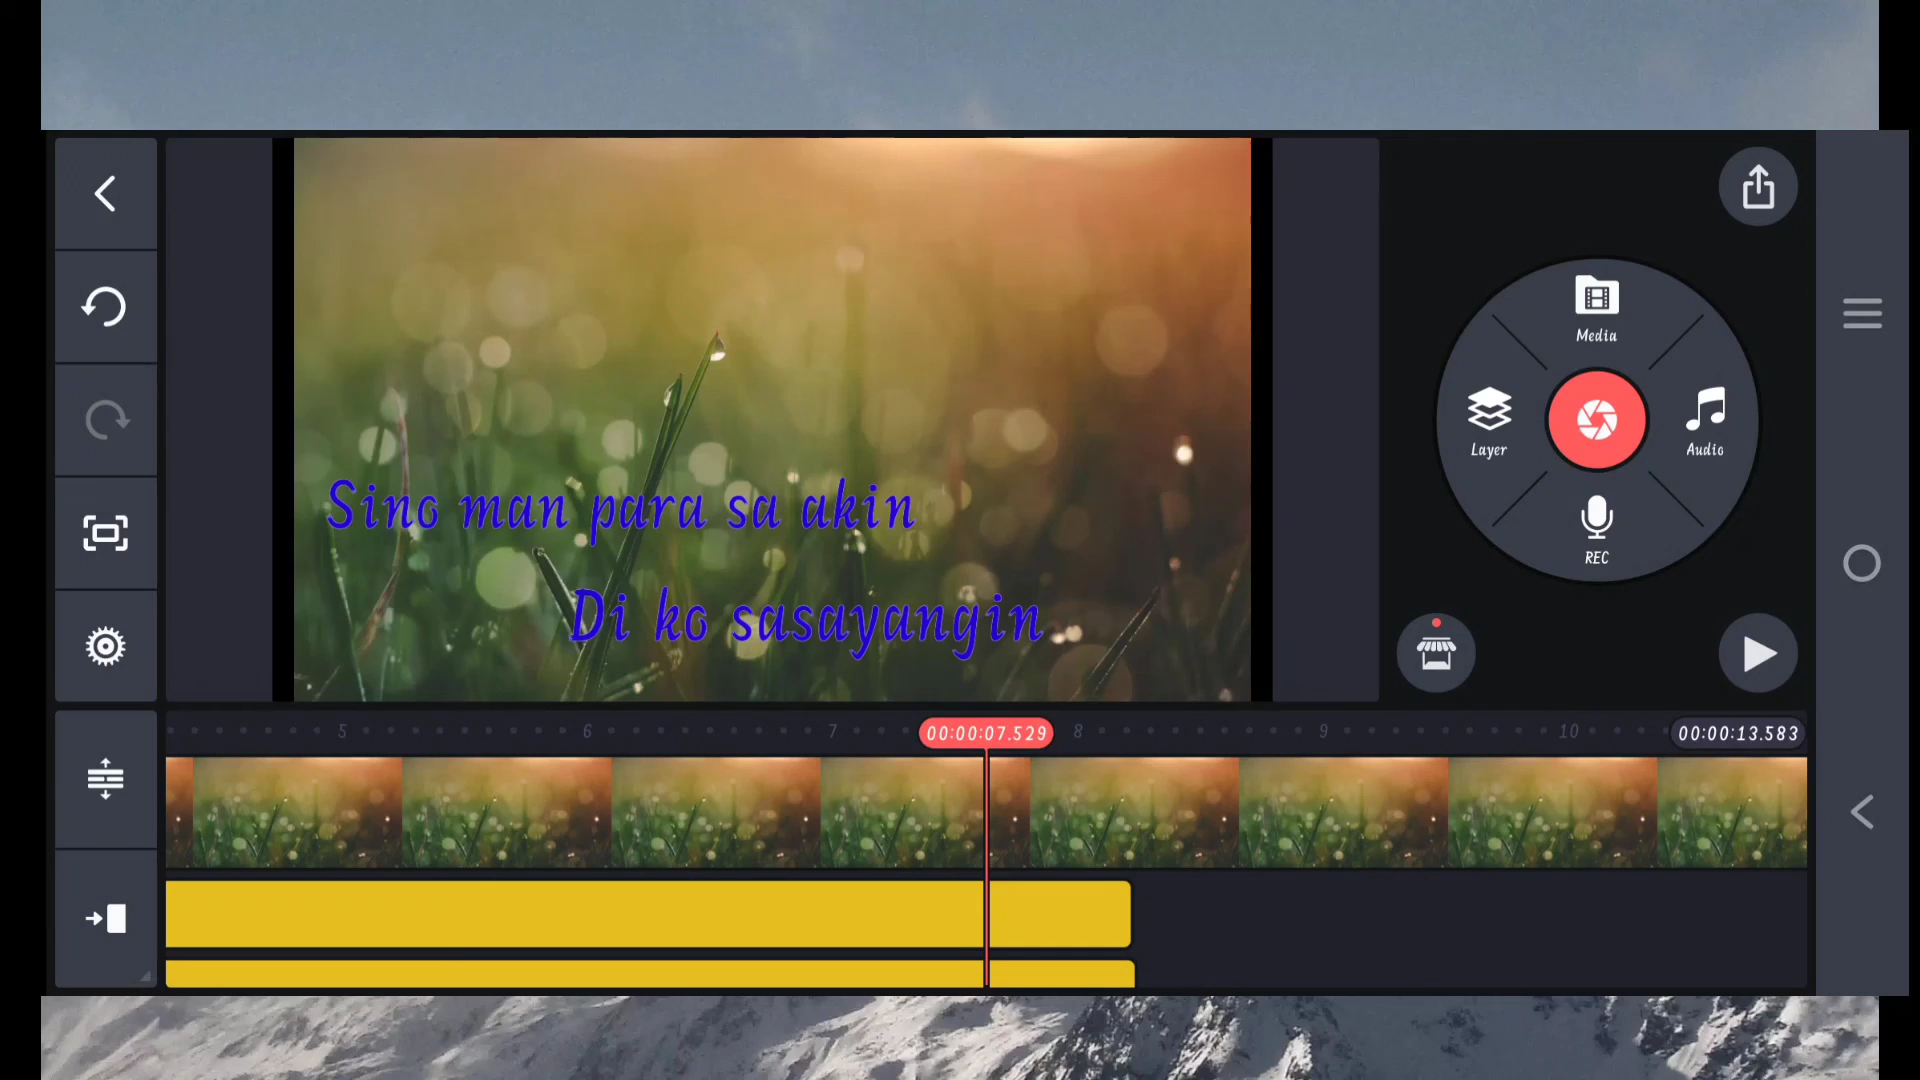 Media
Layer
Audio
REC
Sino man para sa akin
Di ko sasayangin
5 6 7 00:00:07.529 8 9 10 00:00:13.583